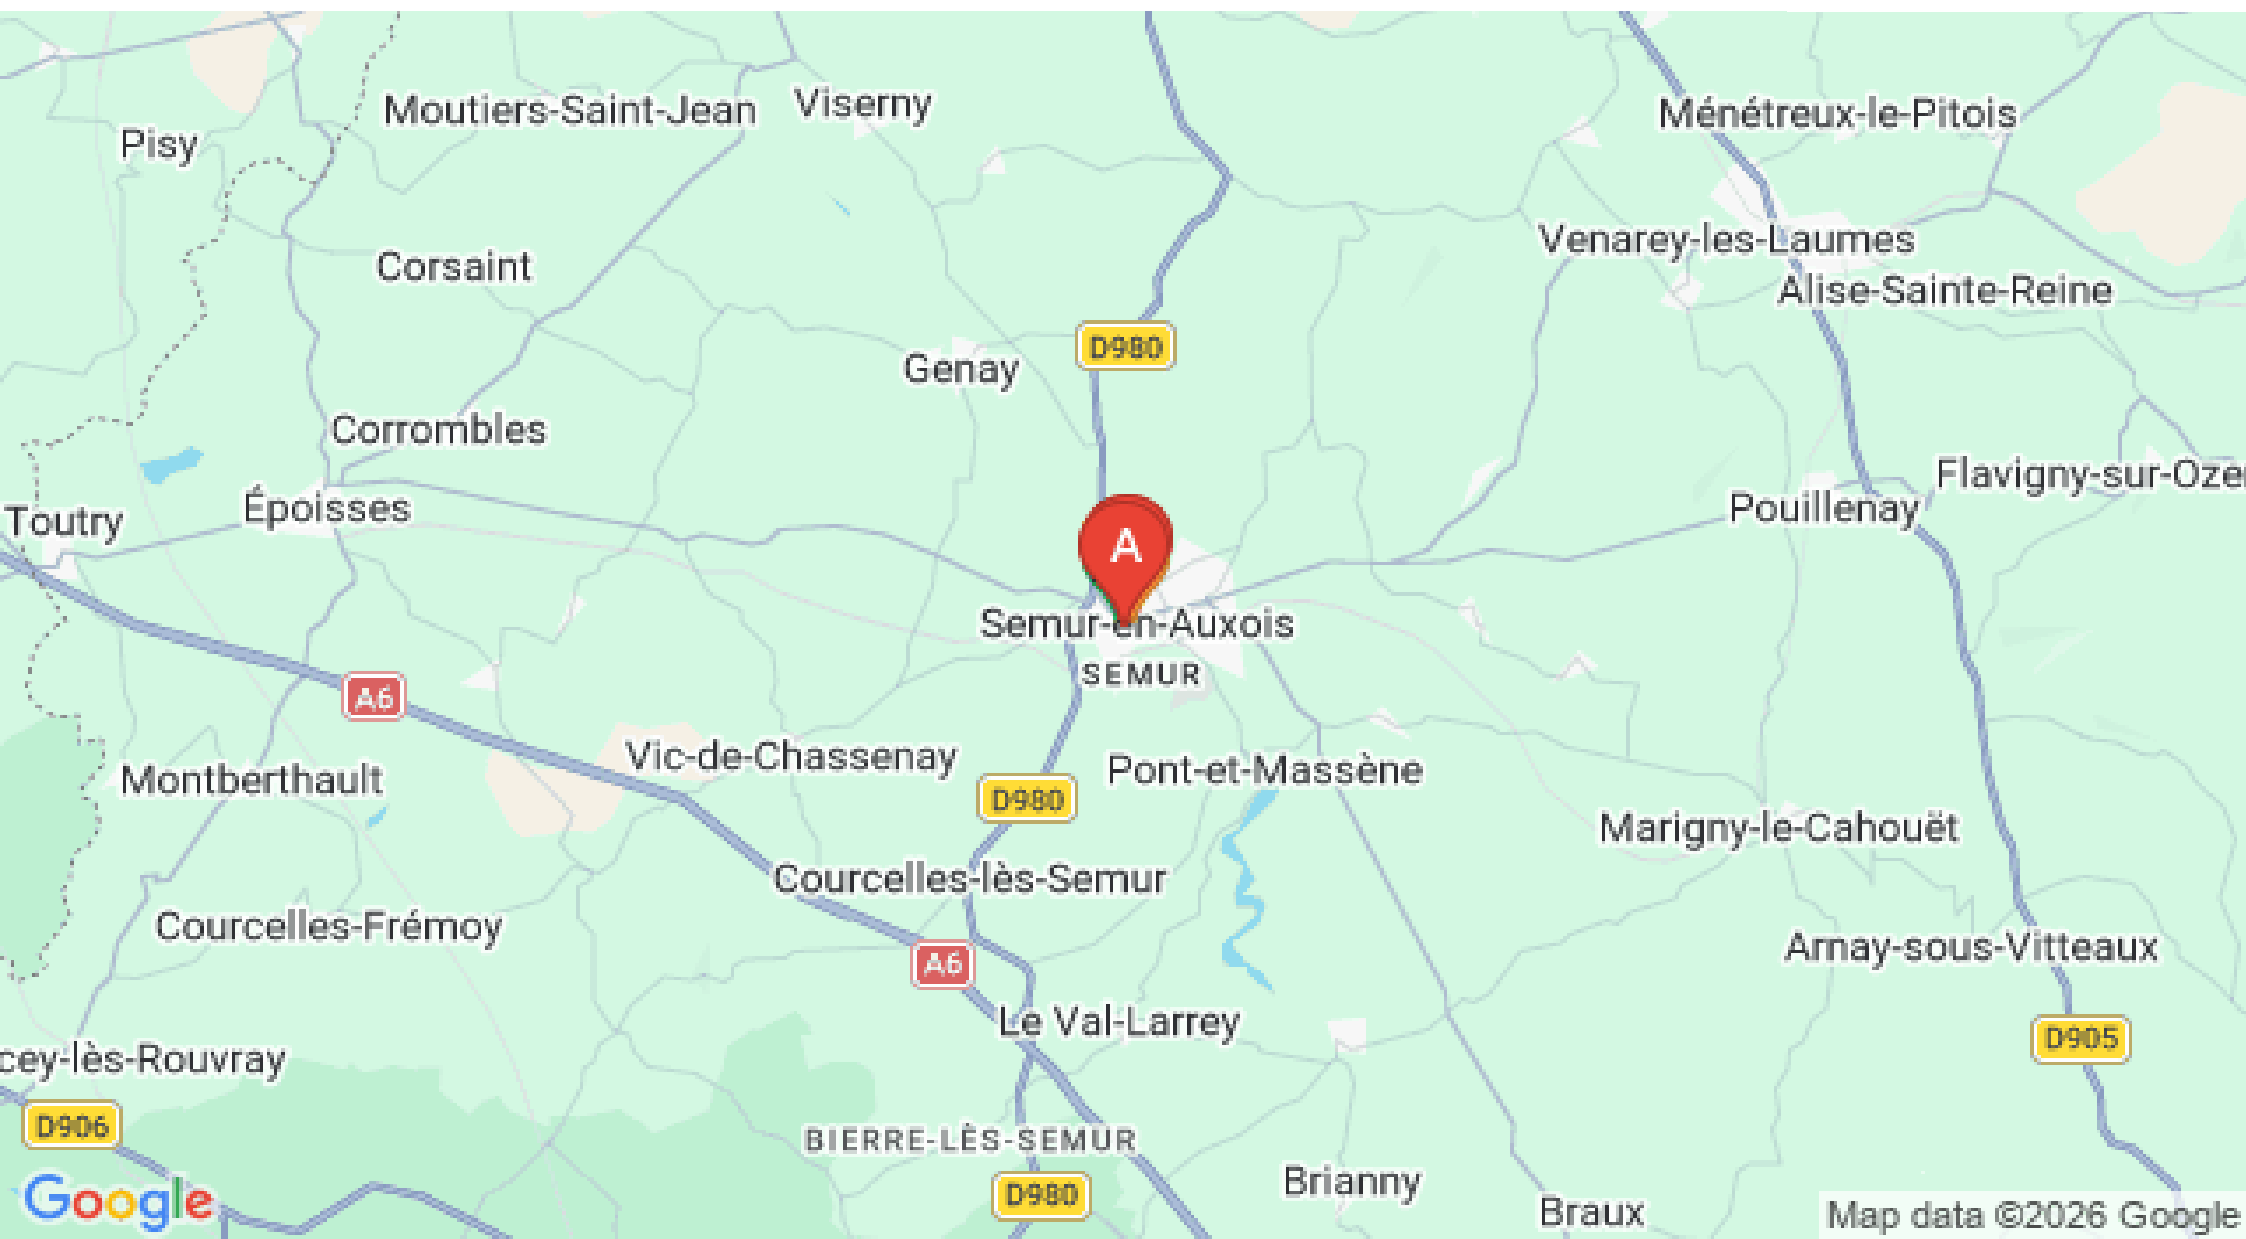 Moutiers-Saint-Jean
Viserny
Ménétreux-le-Pitois
Pisy
Venarey-les-Laumes
Corsaint
Alise-Sainte-Reine
D980
Genay
Corrombles
Flavigny-sur-Ozer
Époisses
Pouillenay
Toutry
A
Semur-en-Auxois
SEMUR
A6
Vic-de-Chassenay
Pont-et-Massène
Montberthault
D980
Marigny-le-Cahouët
Courcelles-lès-Semur
Courcelles-Frémoy
Arnay-sous-Vitteaux
A6
Le Val-Larrey
D905
cey-lès-Rouvray
D906
BIERRE-LÈS-SEMUR
Brianny
D980
Google
Braux
Map data ©2026 Google